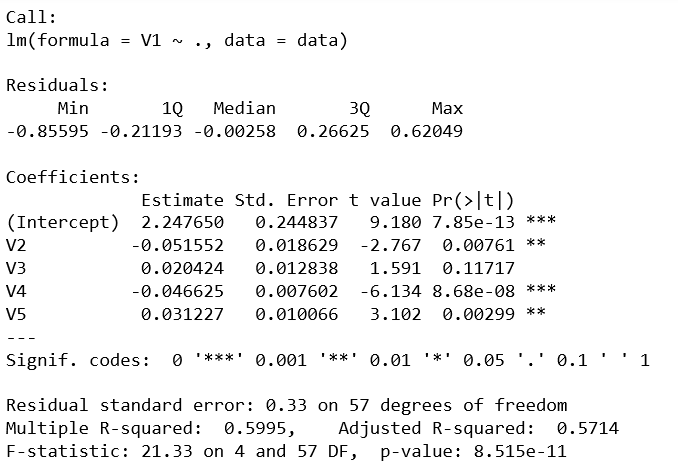 Call:
lm(formula = V1 ~ ., data = data)
Residuals:
     Min       1Q   Median       3Q      Max
-0.85595 -0.21193 -0.00258  0.26625  0.62049
Coefficients:
             Estimate Std. Error t value Pr(>|t|)
(Intercept)  2.247650   0.244837   9.180 7.85e-13 ***
V2          -0.051552   0.018629  -2.767  0.00761 **
V3           0.020424   0.012838   1.591  0.11717
V4          -0.046625   0.007602  -6.134 8.68e-08 ***
V5           0.031227   0.010066   3.102  0.00299 **
---
Signif. codes:  0 '***' 0.001 '**' 0.01 '*' 0.05 '.' 0.1 ' ' 1
Residual standard error: 0.33 on 57 degrees of freedom
Multiple R-squared:  0.5995,    Adjusted R-squared:  0.5714
F-statistic: 21.33 on 4 and 57 DF,  p-value: 8.515e-11